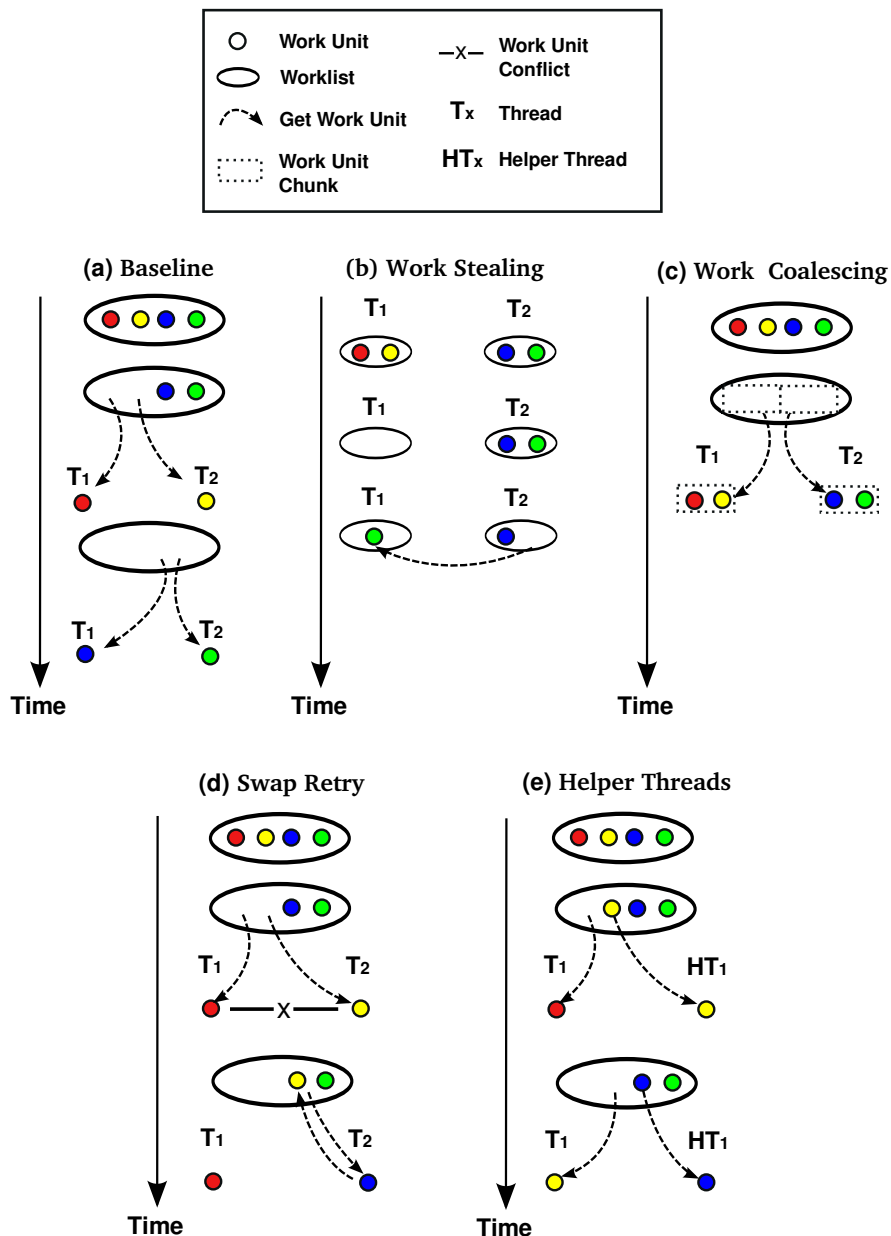 Work Unit
Worklist
Get Work Unit
Work Unit
Chunk
X
Work Unit
Conflict
Tx
Thread
HTx
Helper Thread
(a) Baseline
T1
T2
T1
T2
Time
(b) Work Stealing
T1
T2
T1
T2
T1
T2
Time
(c) Work Coalescing
T1
T2
Time
(d) Swap Retry
T1
T2
X
T1
T2
Time
(e) Helper Threads
T1
HT1
T1
HT1
Time